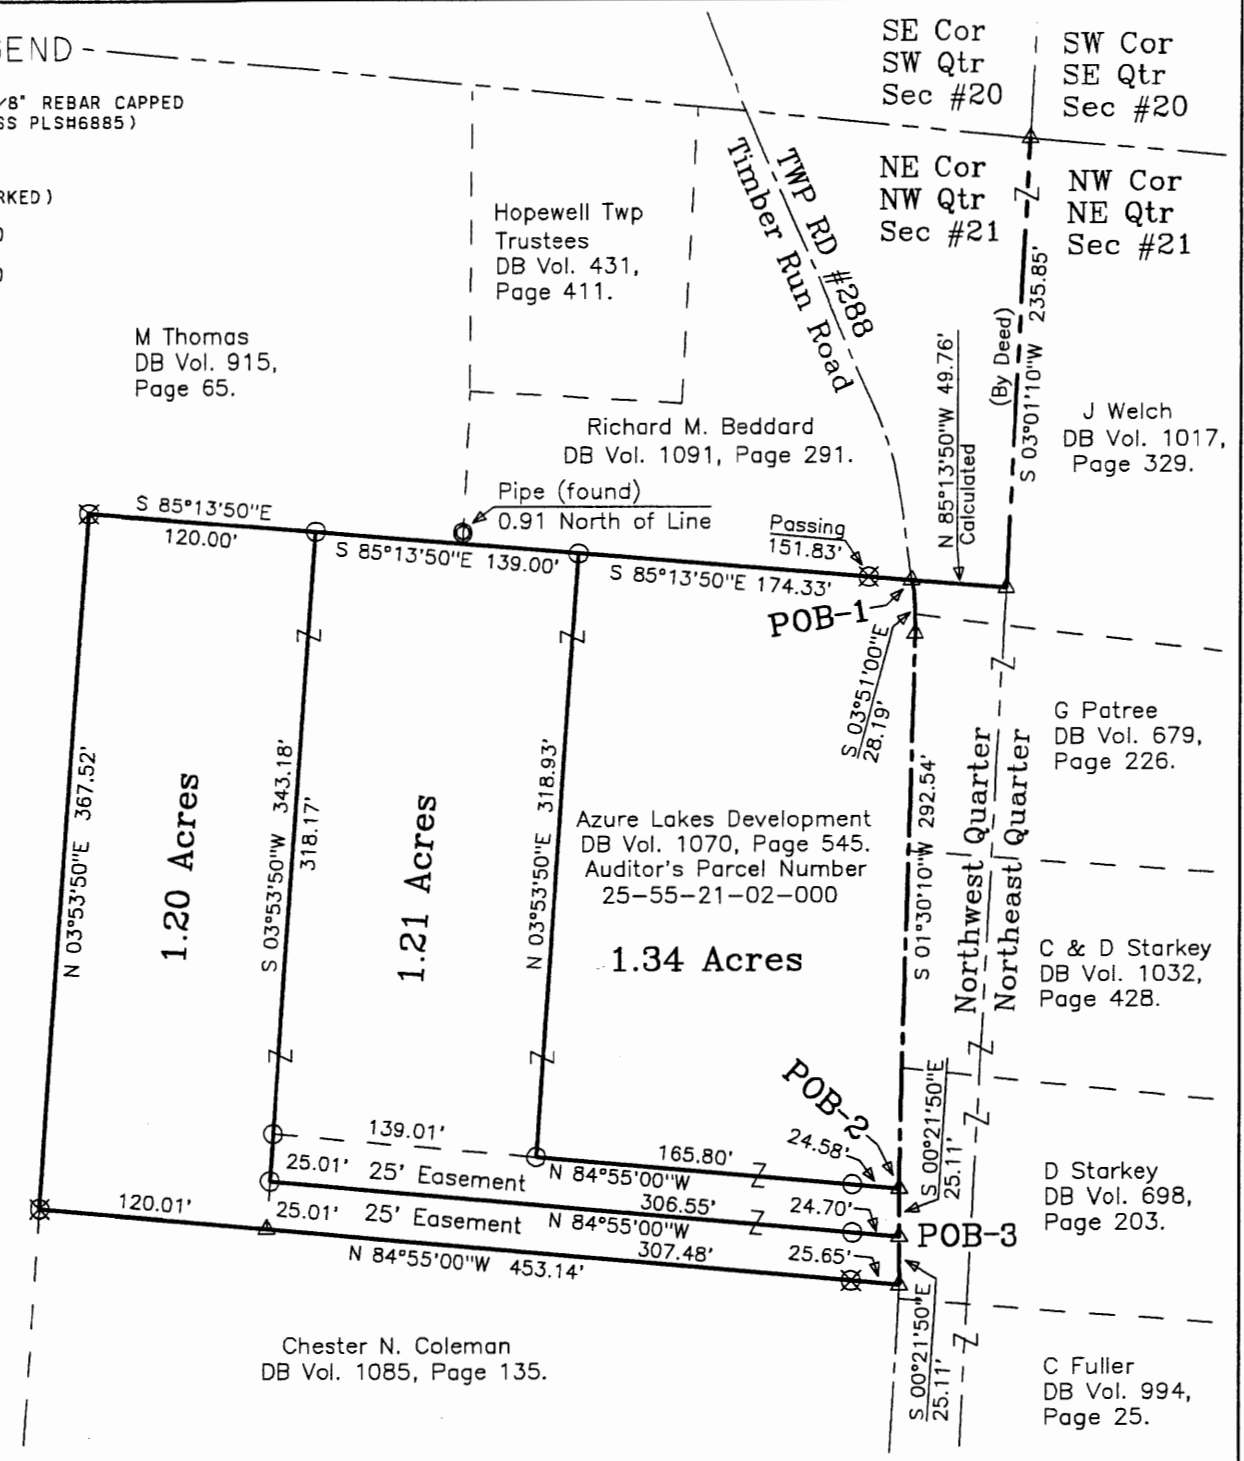 GEND
/8" REBAR CAPPED
SS PLS#6885)
RKED)
SE Cor
SW Qtr
Sec #20
SW Cor
SE Qtr
Sec #20
NE Cor
NW Qtr
Sec #21
NW Cor
NE Qtr
Sec #21
Hopewell Twp
Trustees
DB Vol. 431,
Page 411.
TWP RD #288
Timber Run Road
M Thomas
DB Vol. 915,
Page 65.
Richard M. Beddard
DB Vol. 1091, Page 291.
N 85°13'50"W 49.76'
Calculated
(By Deed)
S 03°01'10"W 235.85'
J Welch
DB Vol. 1017,
Page 329.
Pipe (found)
0.91 North of Line
S 85°13'50"E
120.00'
S 85°13'50"E 139.00'
Passing
151.83'
S 85°13'50"E 174.33'
POB-1
S 03°51'00"E
28.19'
G Patree
DB Vol. 679,
Page 226.
N 03°53'50"E 367.52'
1.20 Acres
S 03°53'50"W 343.18'
318.17'
1.21 Acres
N 03°53'50"E 318.93'
Azure Lakes Development
DB Vol. 1070, Page 545.
Auditor's Parcel Number
25-55-21-02-000
1.34 Acres
S 01°30'10"W 292.54'
Northwest Quarter
Northeast Quarter
C & D Starkey
DB Vol. 1032,
Page 428.
POB-2
S 00°21'50"E
25.11'
139.01'
165.80'
24.58'
N 84°55'00"W
25.01' 25' Easement
306.55'
24.70'
D Starkey
DB Vol. 698,
Page 203.
120.01'
25.01' 25' Easement
N 84°55'00"W
POB-3
307.48'
25.65'
N 84°55'00"W 453.14'
S 00°21'50"E
25.11'
Chester N. Coleman
DB Vol. 1085, Page 135.
C Fuller
DB Vol. 994,
Page 25.